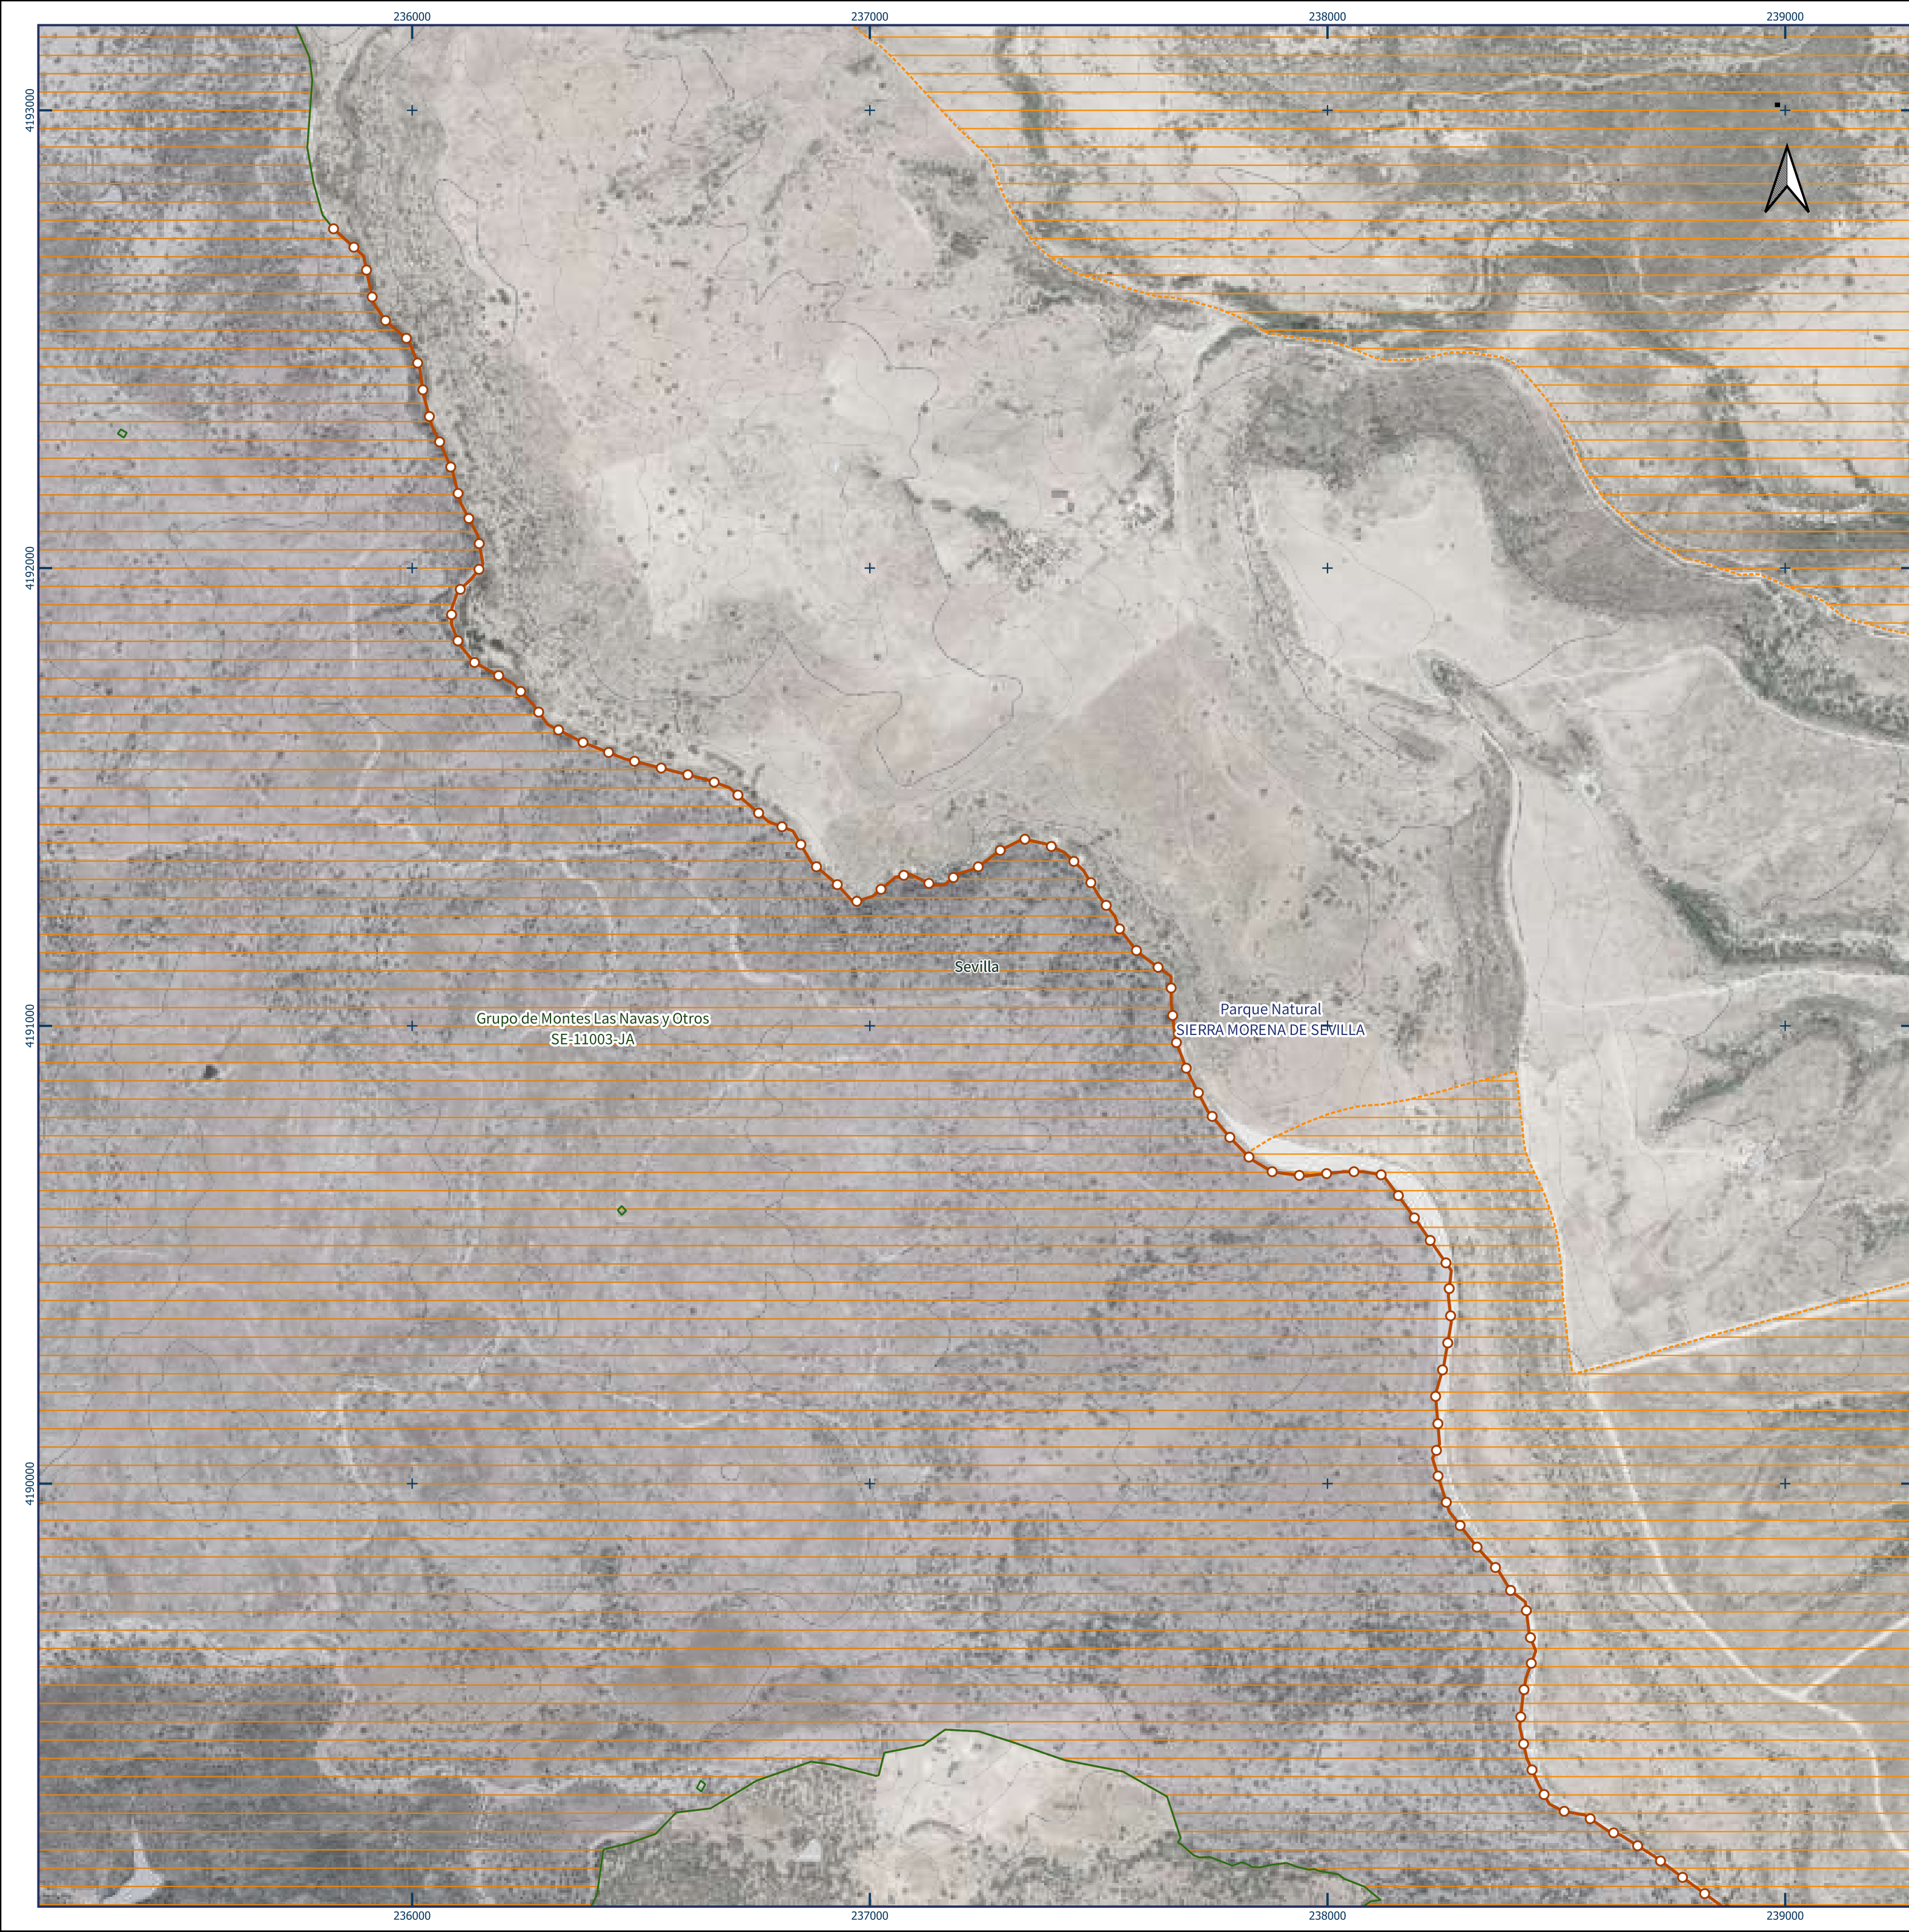 236000
237000
238000
239000
4193000
4192000
Sevilla
Parque Natural
SIERRA MORENA DE SEVILLA
Grupo de Montes Las Navas y Otros
SE-11003-JA
4191000
4190000
236000
237000
238000
239000